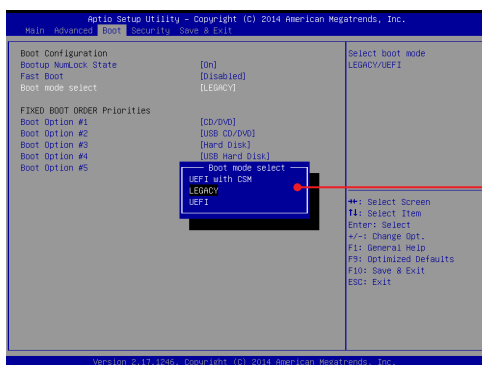 Aptio Setup Utility – Copyright (C) 2014 American Megatrends, Inc.
Main Advanced Boot Security Save & Exit
Boot Configuration
Bootup NumLock State [On]
Fast Boot [Disabled]
Boot mode select [LEGACY]
FIXED BOOT ORDER Priorities
Boot Option #1 [CD/DVD]
Boot Option #2 [USB CD/DVD]
Boot Option #3 [Hard Disk]
Boot Option #4 [USB Hard Disk]
Boot Option #5
Boot mode select
UEFI with CSM
LEGACY
UEFI
Select boot mode
LEGACY/UEFI
→←: Select Screen
↑↓: Select Item
Enter: Select
+/-: Change Opt.
F1: General Help
F9: Optimized Defaults
F10: Save & Exit
ESC: Exit
Version 2.17.1246. Copyright (C) 2014 American Megatrends, Inc.